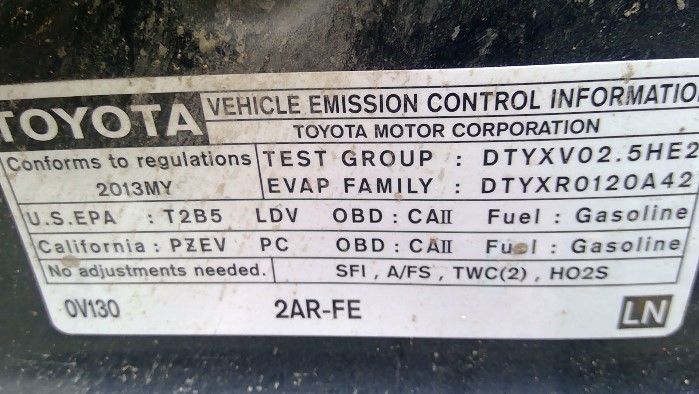 TOYOTA VEHICLE EMISSION CONTROL INFORMATIO
TOYOTA MOTOR CORPORATION
Conforms to regulations TEST GROUP : DTYXV02.5HE2
2013MY EVAP FAMILY : DTYXR0120A42
U.S.EPA : T2B5 LDV OBD : CAII Fuel : Gasoline
California : PZEV PC OBD : CAII Fuel : Gasoline
No adjustments needed. SFI , A/FS , TWC(2) , HO2S
0V130 2AR-FE LN